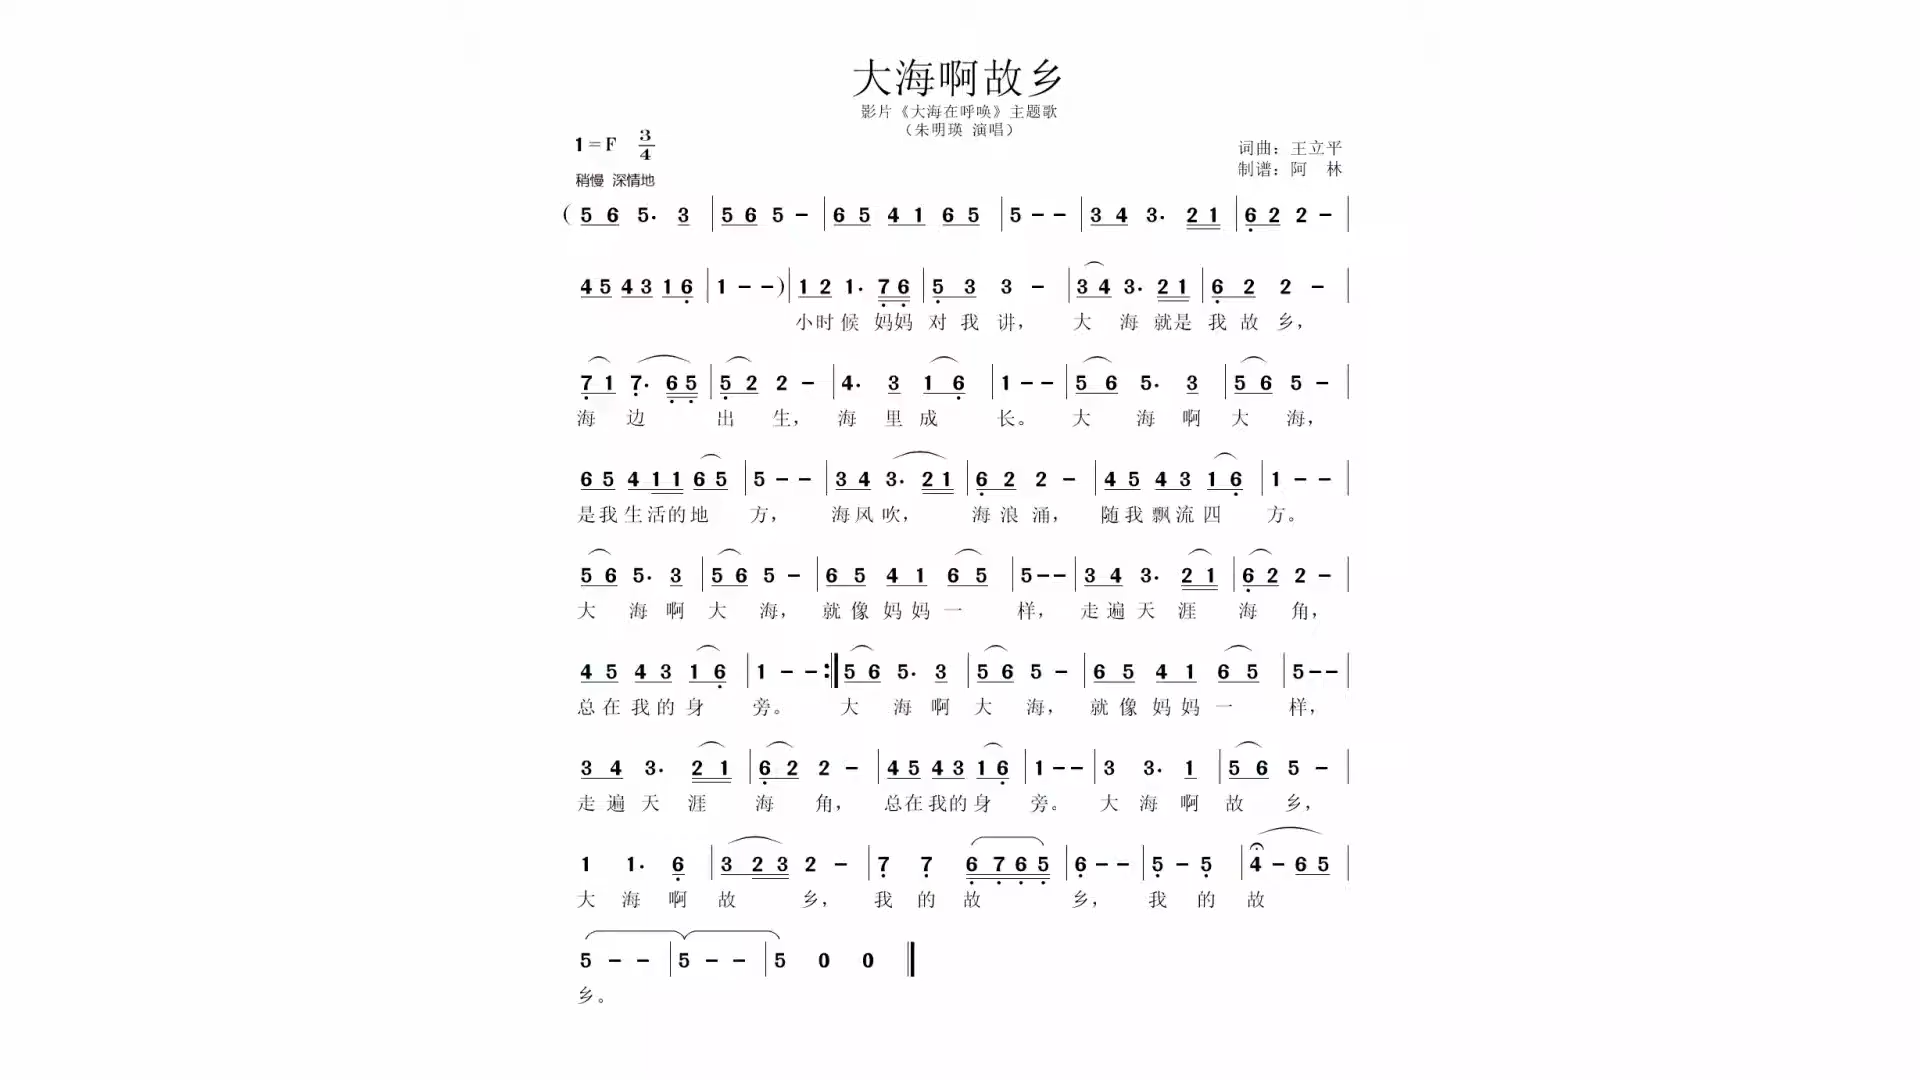 大海啊故乡
影片《大海在呼唤》主题歌
（朱明瑛 演唱）
1=F 3/4
词曲：王立平
制谱：阿 林
稍慢 深情地
( 5 6 5. 3 | 5 6 5 - | 6 5 4 1 6 5 | 5 - - | 3 4 3. 2 1 | 6 2 2 - |
4 5 4 3 1 6 | 1 - - ) | 1 2 1. 7 6 | 5 3 3 - | 3 4 3. 2 1 | 6 2 2 - |
小时候妈妈对我讲， 大海就是我故乡，
7 1 7. 6 5 | 5 2 2 - | 4. 3 1 6 | 1 - - | 5 6 5. 3 | 5 6 5 - |
海边出生，海里成长。 大海啊大海，
6 5 4 1 1 6 5 | 5 - - | 3 4 3. 2 1 | 6 2 2 - | 4 5 4 3 1 6 | 1 - - |
是我生活的地方， 海风吹， 海浪涌， 随我飘流四方。
5 6 5. 3 | 5 6 5 - | 6 5 4 1 6 5 | 5 - - | 3 4 3. 2 1 | 6 2 2 - |
大海啊大海， 就像妈妈一样， 走遍天涯海角，
4 5 4 3 1 6 | 1 - - :| 5 6 5. 3 | 5 6 5 - | 6 5 4 1 6 5 | 5 - - |
总在我的身旁。 大海啊大海， 就像妈妈一样，
3 4 3. 2 1 | 6 2 2 - | 4 5 4 3 1 6 | 1 - - | 3 3. 1 | 5 6 5 - |
走遍天涯海角， 总在我的身旁。 大海啊故乡，
1 1. 6 | 3 2 3 2 - | 7 7 6 7 6 5 | 6 - - | 5 - 5 | 4 - 6 5 |
大海啊故乡， 我的故乡， 我的故
5 - - | 5 - - | 5 0 0 ‖
乡。